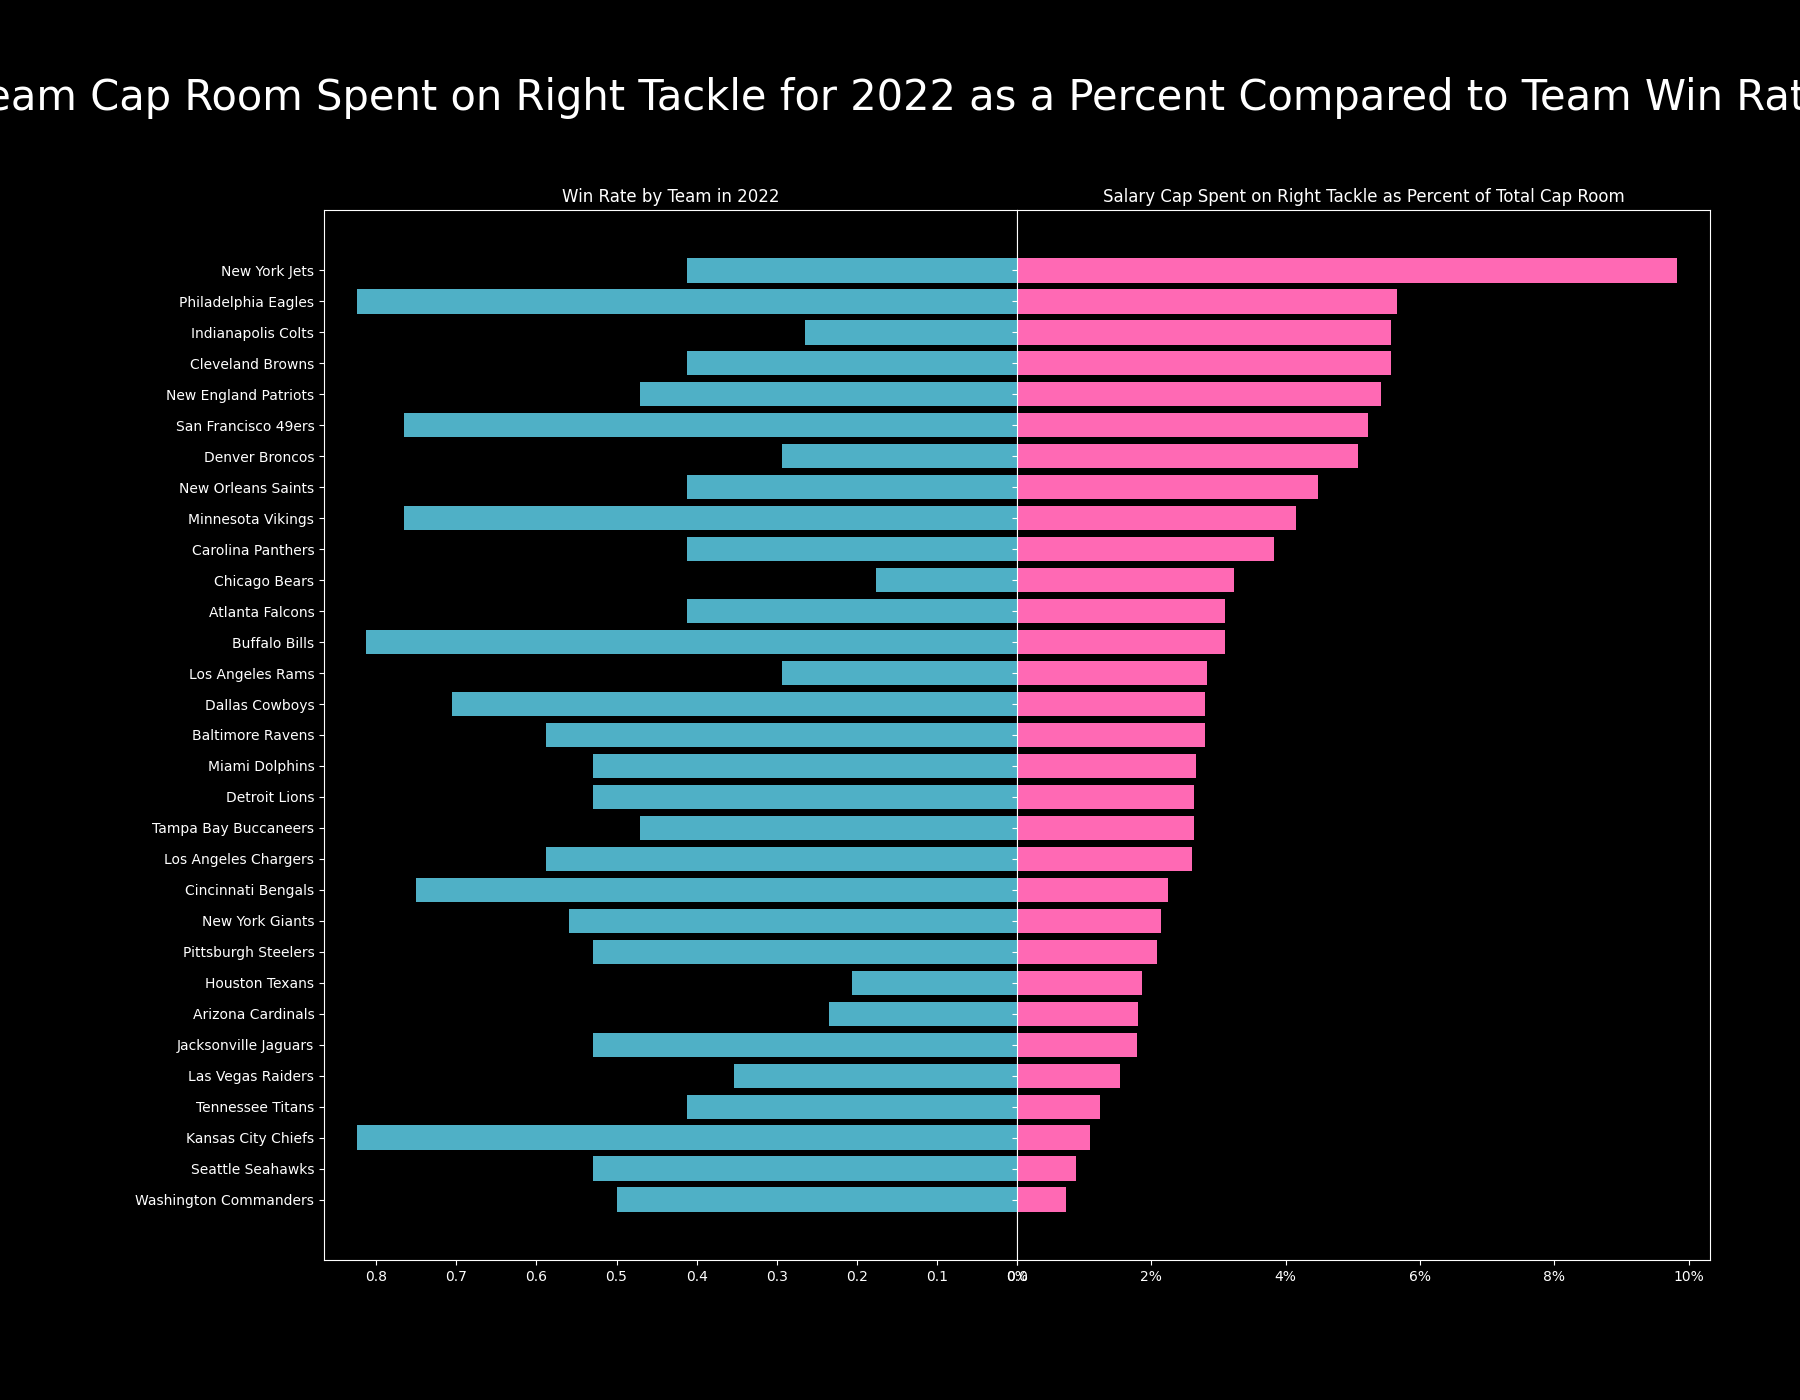 eam Cap Room Spent on Right Tackle for 2022 as a Percent Compared to Team Win Rat
Win Rate by Team in 2022
Salary Cap Spent on Right Tackle as Percent of Total Cap Room
New York Jets
Philadelphia Eagles
Indianapolis Colts
Cleveland Browns
New England Patriots
San Francisco 49ers
Denver Broncos
New Orleans Saints
Minnesota Vikings
Carolina Panthers
Chicago Bears
Atlanta Falcons
Buffalo Bills
Los Angeles Rams
Dallas Cowboys
Baltimore Ravens
Miami Dolphins
Detroit Lions
Tampa Bay Buccaneers
Los Angeles Chargers
Cincinnati Bengals
New York Giants
Pittsburgh Steelers
Houston Texans
Arizona Cardinals
Jacksonville Jaguars
Las Vegas Raiders
Tennessee Titans
Kansas City Chiefs
Seattle Seahawks
Washington Commanders
0.8 0.7 0.6 0.5 0.4 0.3 0.2 0.1 2% 4% 6% 8% 10%